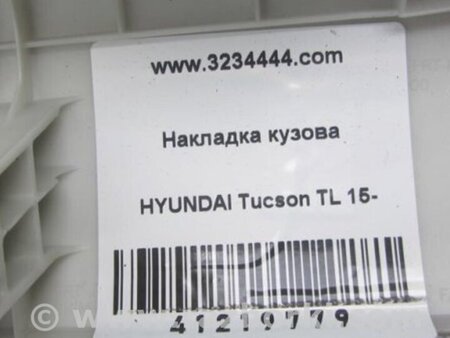 www.3234444.com
Накладка кузова
HYUNDAI Tucson TL 15-
41219779